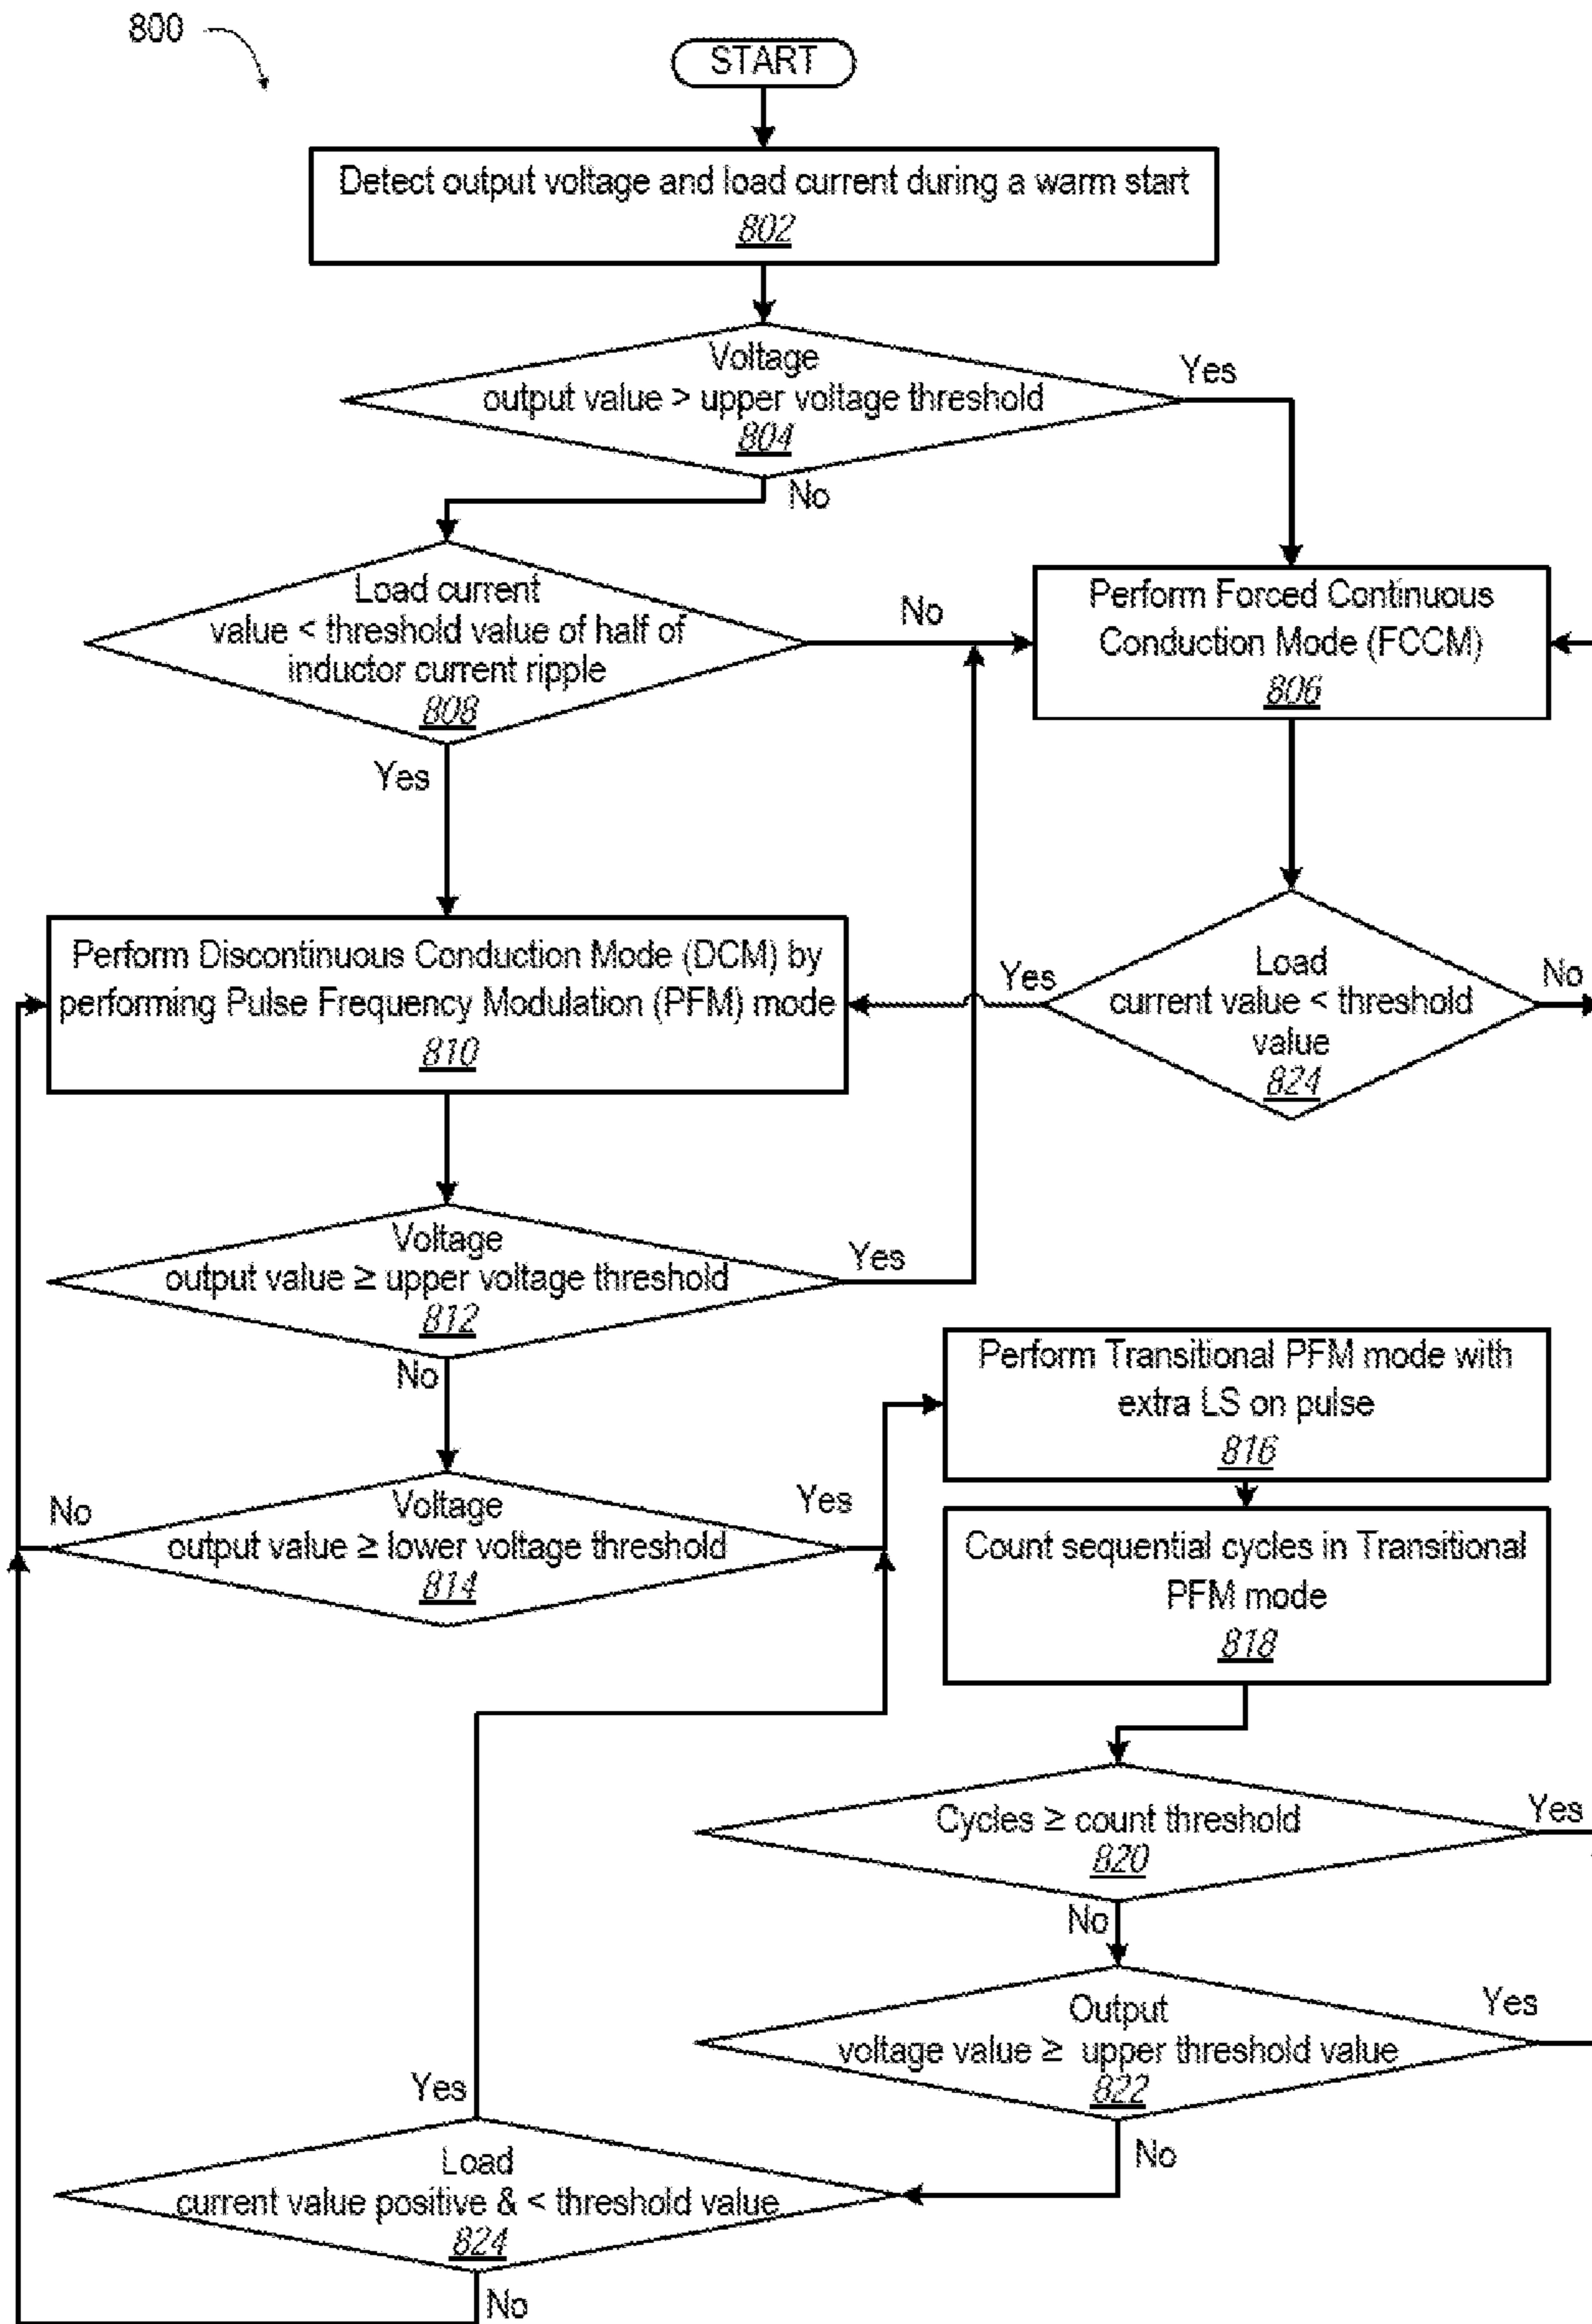 800
START
Detect output voltage and load current during a warm start
802
Voltage
output value > upper voltage threshold
804
Yes
No
Load current
value < threshold value of half of
inductor current ripple
808
No
Yes
Perform Forced Continuous
Conduction Mode (FCCM)
806
Perform Discontinuous Conduction Mode (DCM) by
performing Pulse Frequency Modulation (PFM) mode
810
Yes
Load
current value < threshold
value
824
No
Voltage
output value ≥ upper voltage threshold
812
Yes
No
Perform Transitional PFM mode with
extra LS on pulse
816
No
Voltage
output value ≥ lower voltage threshold
814
Yes
Count sequential cycles in Transitional
PFM mode
818
Cycles ≥ count threshold
820
Yes
No
Output
voltage value ≥ upper threshold value
822
Yes
No
Yes
Load
current value positive & < threshold value
824
No